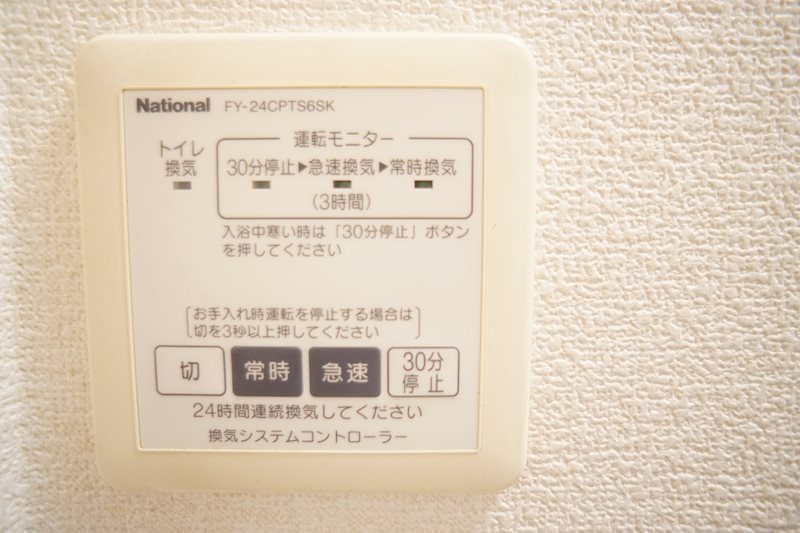 National FY-24CPTS6SK
運転モニター
トイレ
換気
30分停止▶急速換気▶常時換気
(3時間)
入浴中寒い時は「30分停止」ボタン
を押してください
お手入れ時運転を停止する場合は
切を3秒以上押してください
切 常時 急速 30分
停止
24時間連続換気してください
換気システムコントローラー